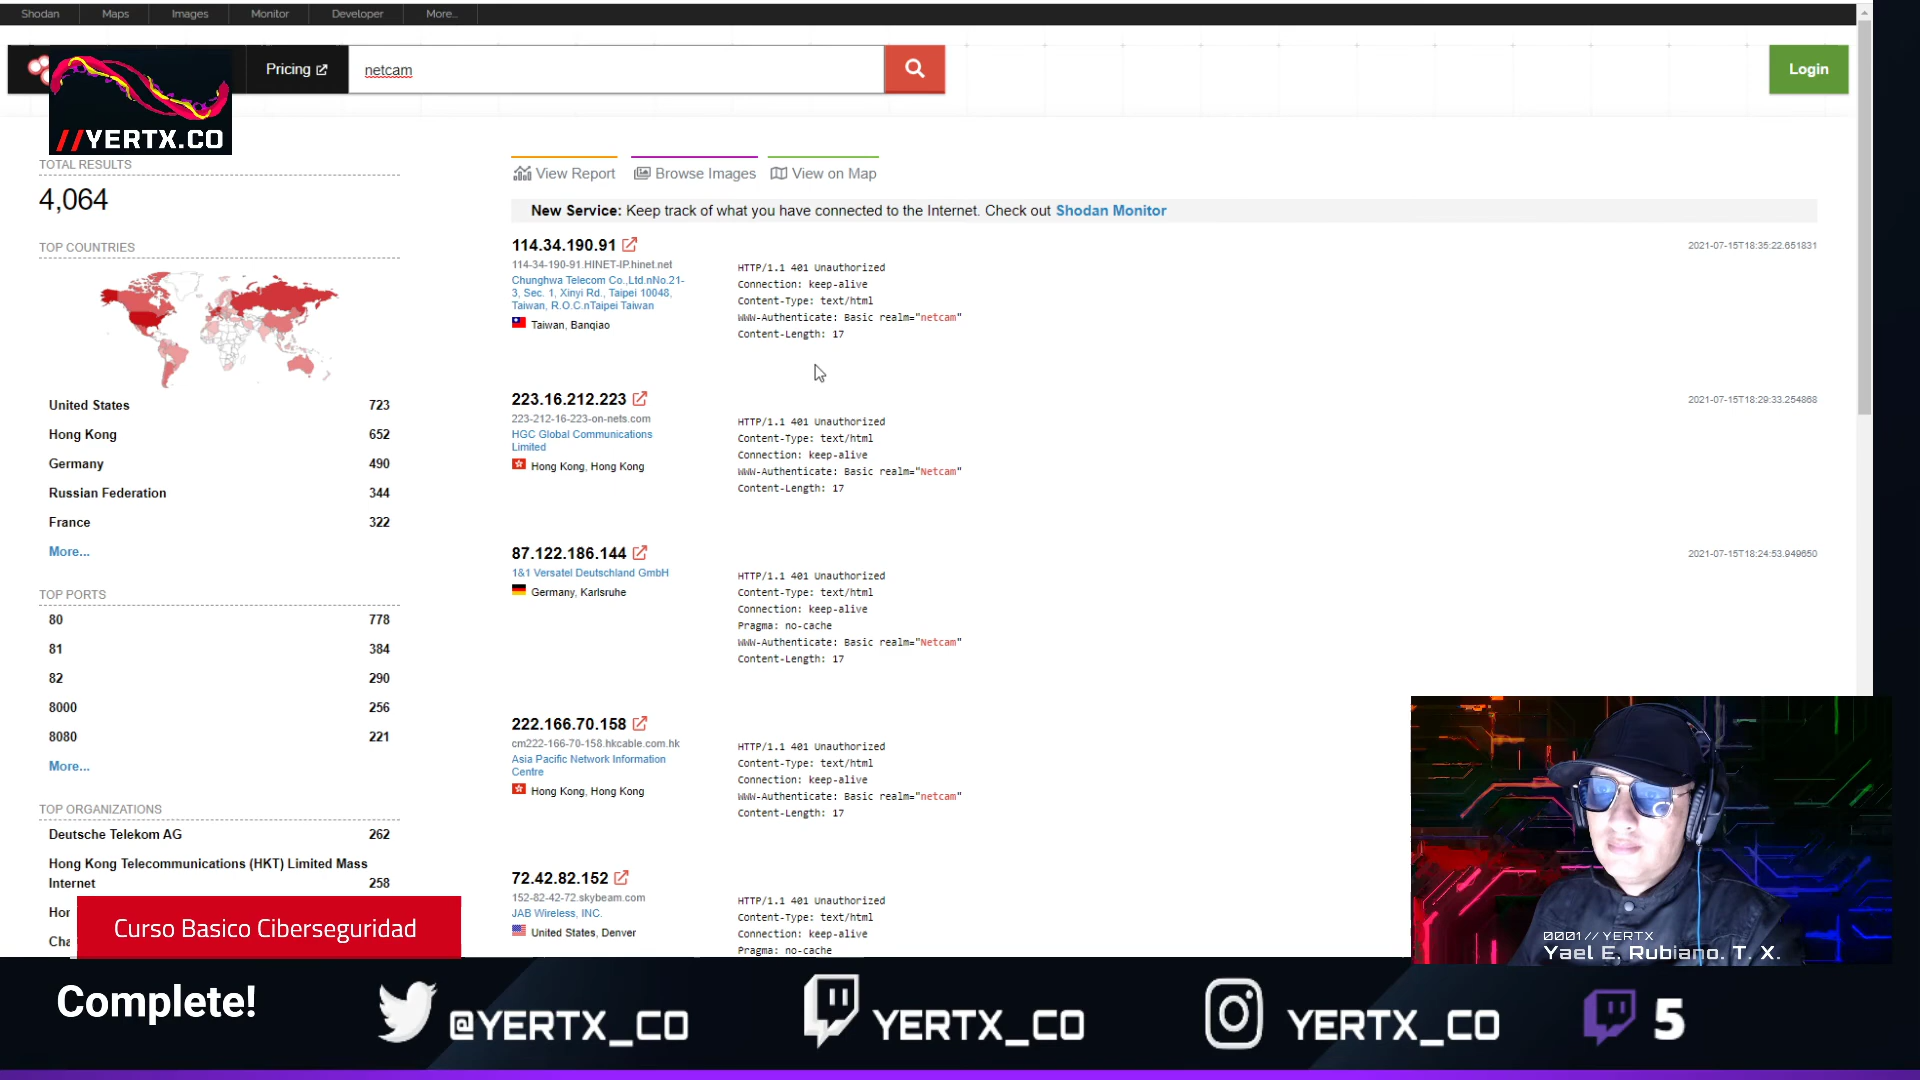 Shodan Maps Images Monitor Developer More...
Pricing netcam Login
//YERTX.CO
TOTAL RESULTS
4,064
TOP COUNTRIES
United States 723
Hong Kong 652
Germany 490
Russian Federation 344
France 322
More...
TOP PORTS
80 778
81 384
82 290
8000 256
8080 221
More...
TOP ORGANIZATIONS
Deutsche Telekom AG 262
Hong Kong Telecommunications (HKT) Limited Mass
Internet 258
View Report Browse Images View on Map
New Service: Keep track of what you have connected to the Internet. Check out Shodan Monitor
114.34.190.91
2021-07-15T18:35:22.651831
114-34-190-91.HINET-IP.hinet.net
Chunghwa Telecom Co.,Ltd.nNo.21-
3, Sec. 1, Xinyi Rd., Taipei 10048,
Taiwan, R.O.C.nTaipei Taiwan
Taiwan, Banqiao
HTTP/1.1 401 Unauthorized
Connection: keep-alive
Content-Type: text/html
WWW-Authenticate: Basic realm="netcam"
Content-Length: 17
223.16.212.223
2021-07-15T18:29:33.254868
223-212-16-223-on-nets.com
HGC Global Communications
Limited
Hong Kong, Hong Kong
HTTP/1.1 401 Unauthorized
Content-Type: text/html
Connection: keep-alive
WWW-Authenticate: Basic realm="Netcam"
Content-Length: 17
87.122.186.144
2021-07-15T18:24:53.949650
1&1 Versatel Deutschland GmbH
Germany, Karlsruhe
HTTP/1.1 401 Unauthorized
Content-Type: text/html
Connection: keep-alive
Pragma: no-cache
WWW-Authenticate: Basic realm="Netcam"
Content-Length: 17
222.166.70.158
cm222-166-70-158.hkcable.com.hk
Asia Pacific Network Information
Centre
Hong Kong, Hong Kong
HTTP/1.1 401 Unauthorized
Content-Type: text/html
Connection: keep-alive
WWW-Authenticate: Basic realm="netcam"
Content-Length: 17
72.42.82.152
152-82-42-72.skybeam.com
JAB Wireless, INC.
United States, Denver
HTTP/1.1 401 Unauthorized
Content-Type: text/html
Connection: keep-alive
Pragma: no-cache
Curso Basico Ciberseguridad
0001 // YERTX
Yael E. Rubiano. T. X.
Complete!
@YERTX_CO YERTX_CO YERTX_CO 5